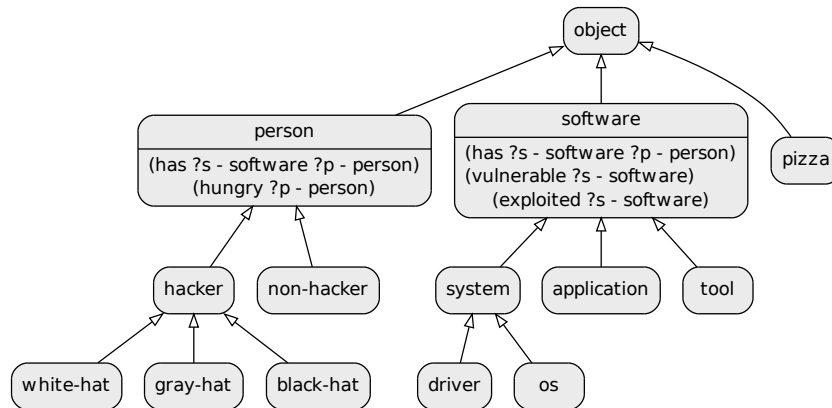 object
person
(has ?s - software ?p - person)
(hungry ?p - person)
software
(has ?s - software ?p - person)
(vulnerable ?s - software)
(exploited ?s - software)
pizza
hacker
non-hacker
system
application
tool
white-hat
gray-hat
black-hat
driver
os